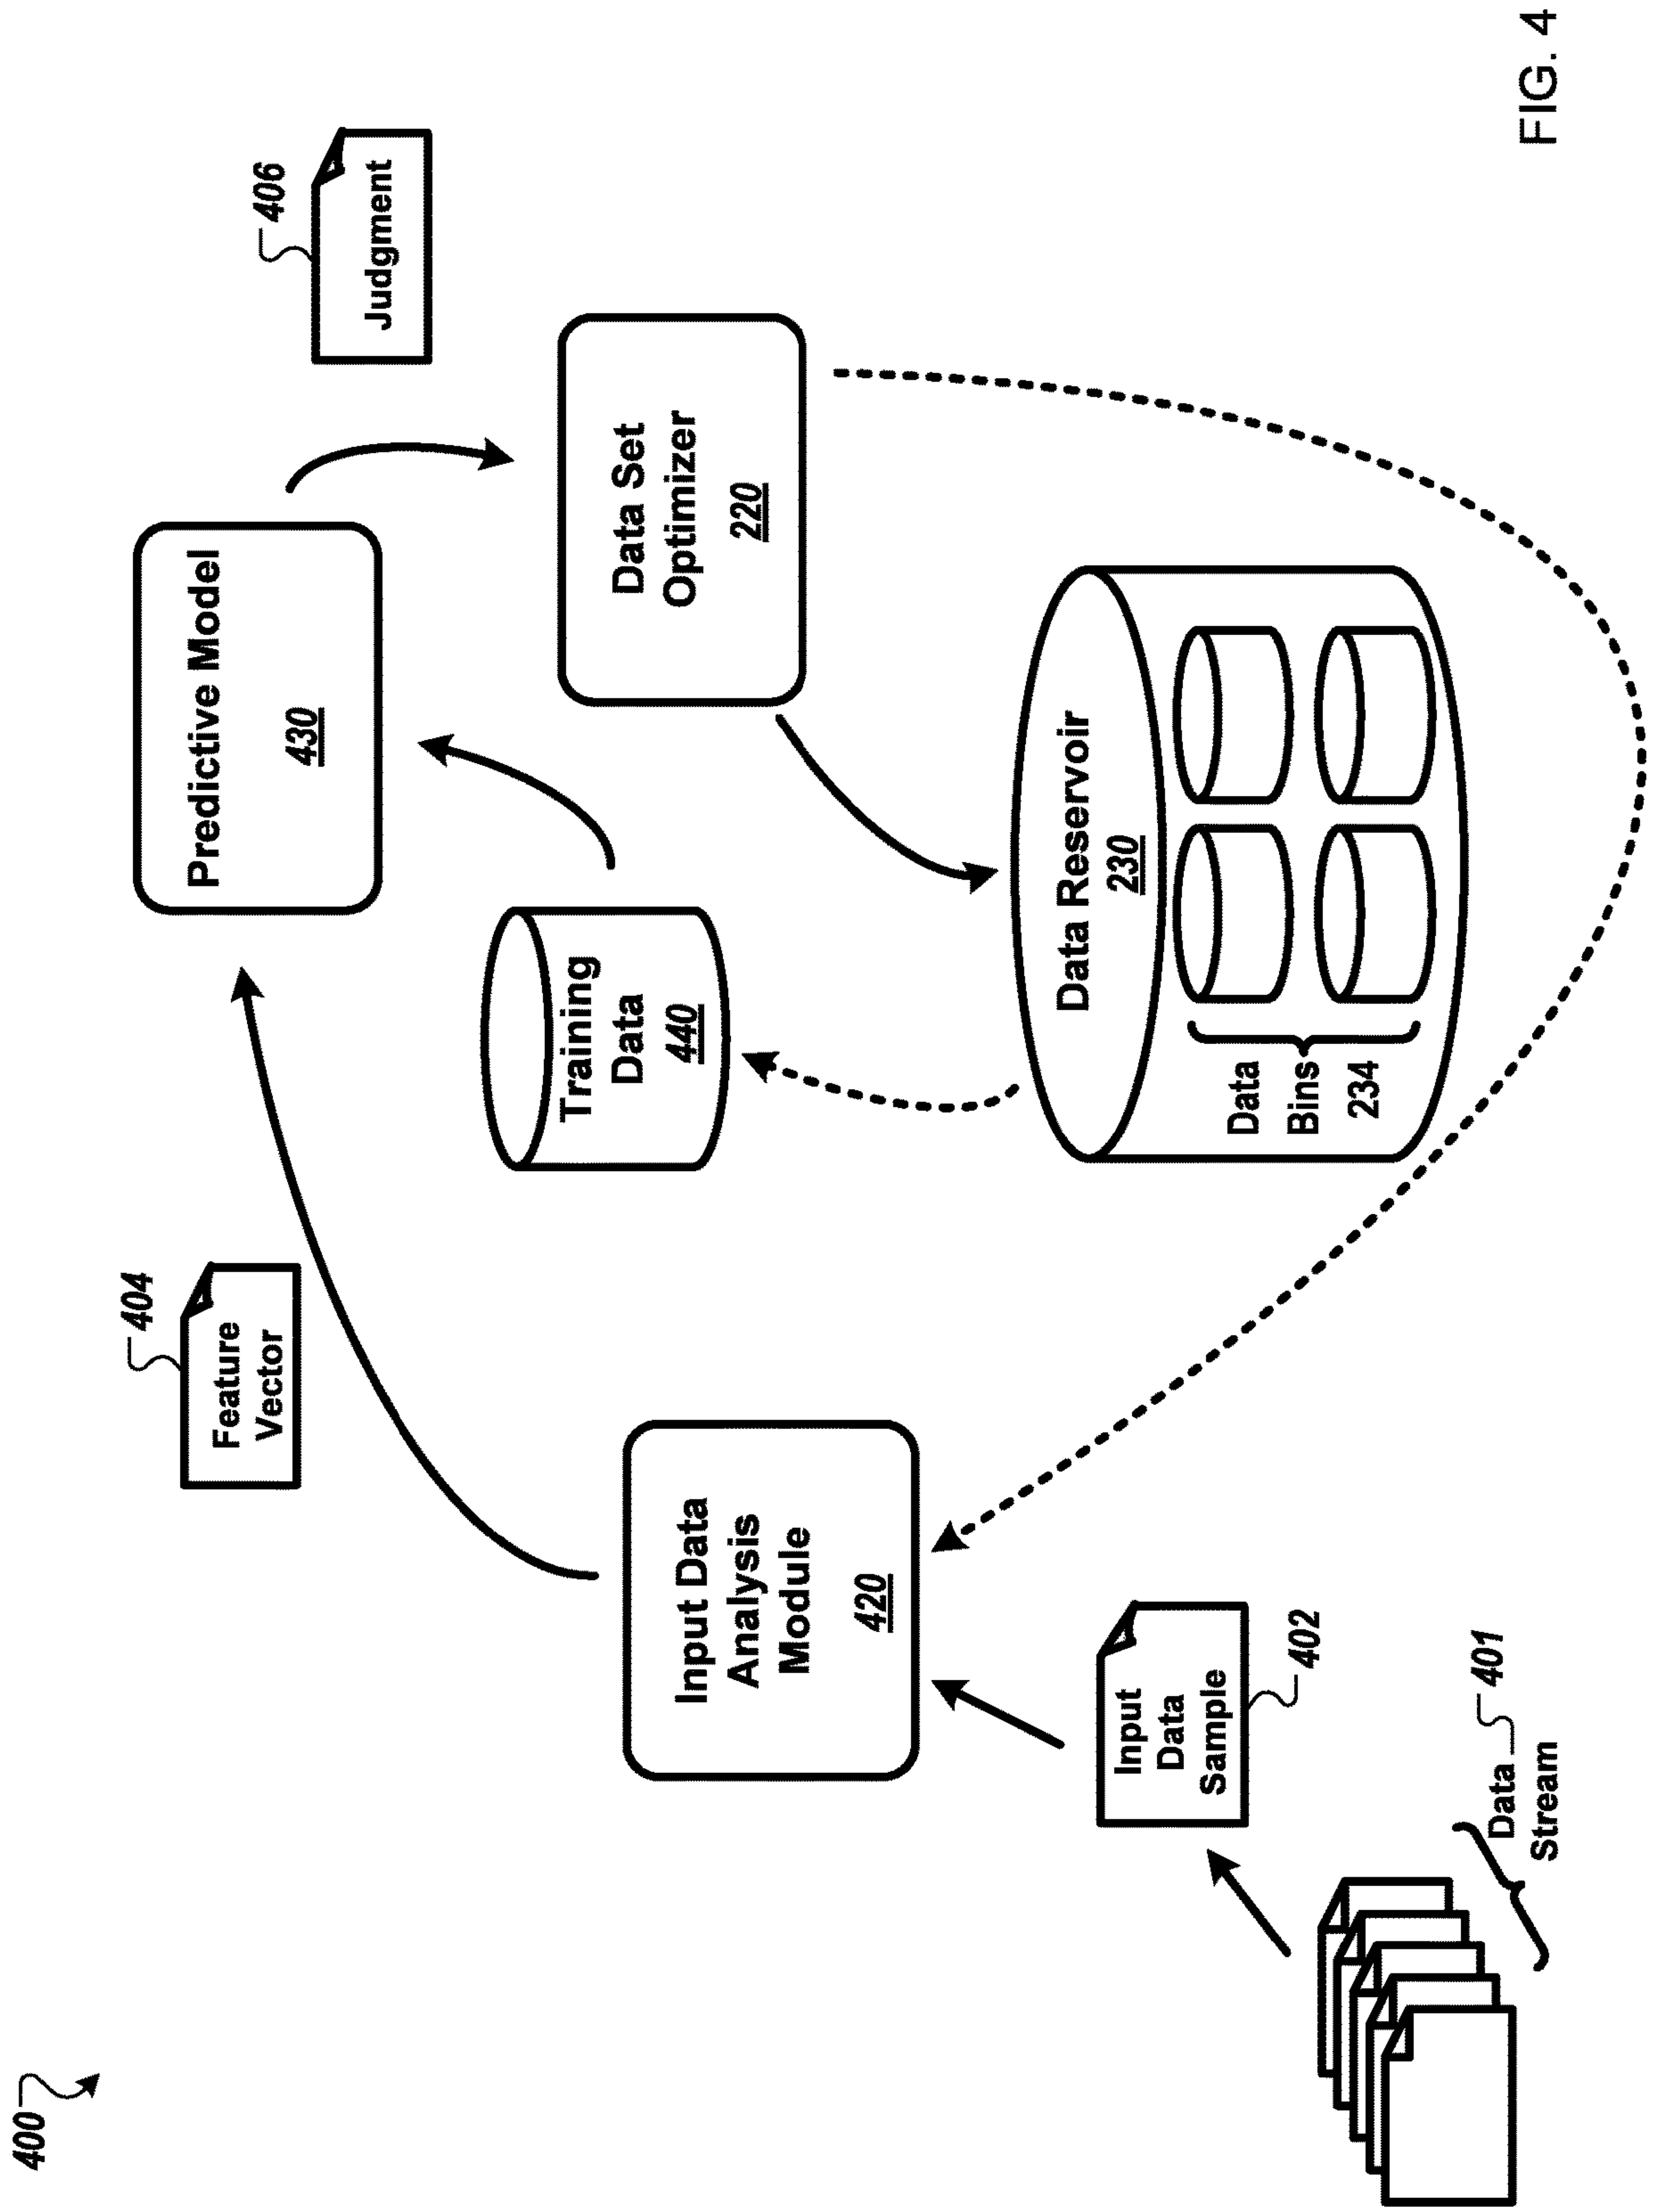 400
404
Feature
Vector
Predictive Model
430
406
Judgment
Training
Data
440
Data Set
Optimizer
220
Input Data
Analysis
Module
420
Data Reservoir
230
Data
Bins
234
Input
Data
Sample
402
Data
Stream
401
FIG. 4